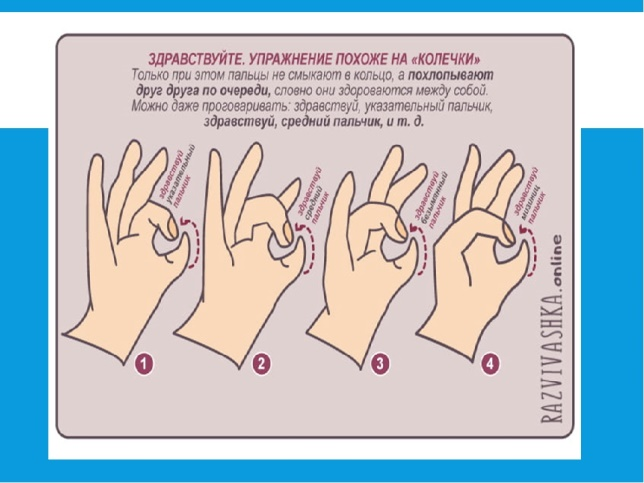 ЗДРАВСТВУЙТЕ. УПРАЖНЕНИЕ ПОХОЖЕ НА «КОЛЕЧКИ»
Только при этом пальцы не смыкают в кольцо, а похлопывают
друг друга по очереди, словно они здороваются между собой.
Можно даже проговаривать: здравствуй, указательный пальчик,
здравствуй, средний пальчик, и т. д.
здравствуй
указательный
пальчик
здравствуй
средний
пальчик
здравствуй
безымянный
пальчик
здравствуй
мизинец
пальчик
1
2
3
4
RAZVIVASHKA.online